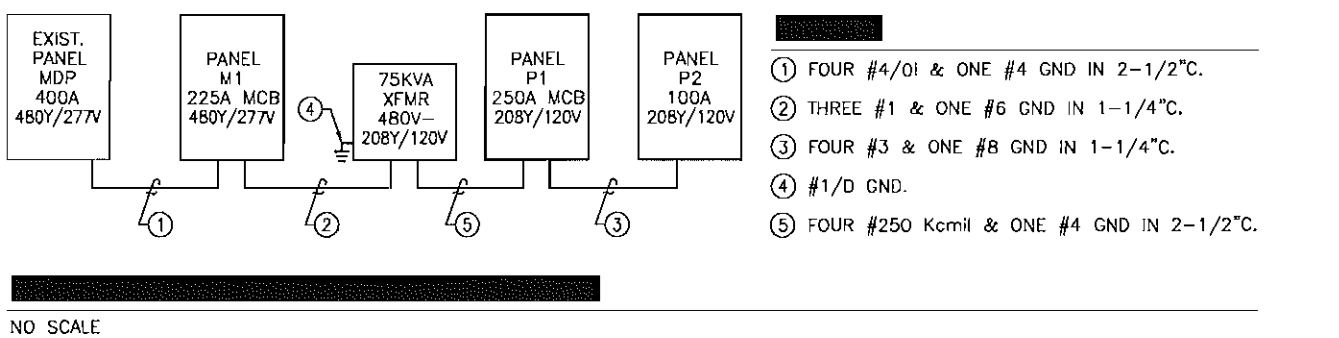 EXIST.
PANEL
MDP
400A
480Y/277V
PANEL
M1
225A MCB
480Y/277V
4
75KVA
XFMR
480V–
208Y/120V
PANEL
P1
250A MCB
208Y/120V
PANEL
P2
100A
208Y/120V
1
2
5
3
1 FOUR #4/0I & ONE #4 GND IN 2-1/2"C.
2 THREE #1 & ONE #6 GND IN 1-1/4"C.
3 FOUR #3 & ONE #8 GND IN 1-1/4"C.
4 #1/D GND.
5 FOUR #250 Kcmil & ONE #4 GND IN 2-1/2"C.
NO SCALE